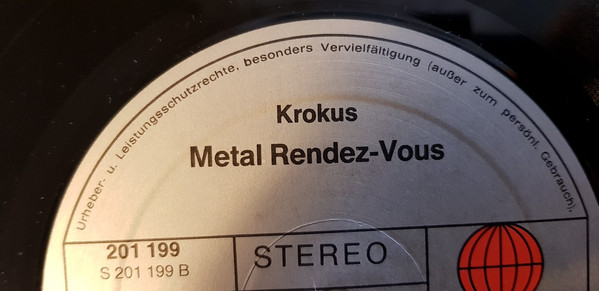 Urheber- u. Leistungsschutzrechte, besonders Vervielfältigung (außer zum persönl. Gebrauch),
Krokus
Metal Rendez-Vous
201 199
S 201 199 B
STEREO